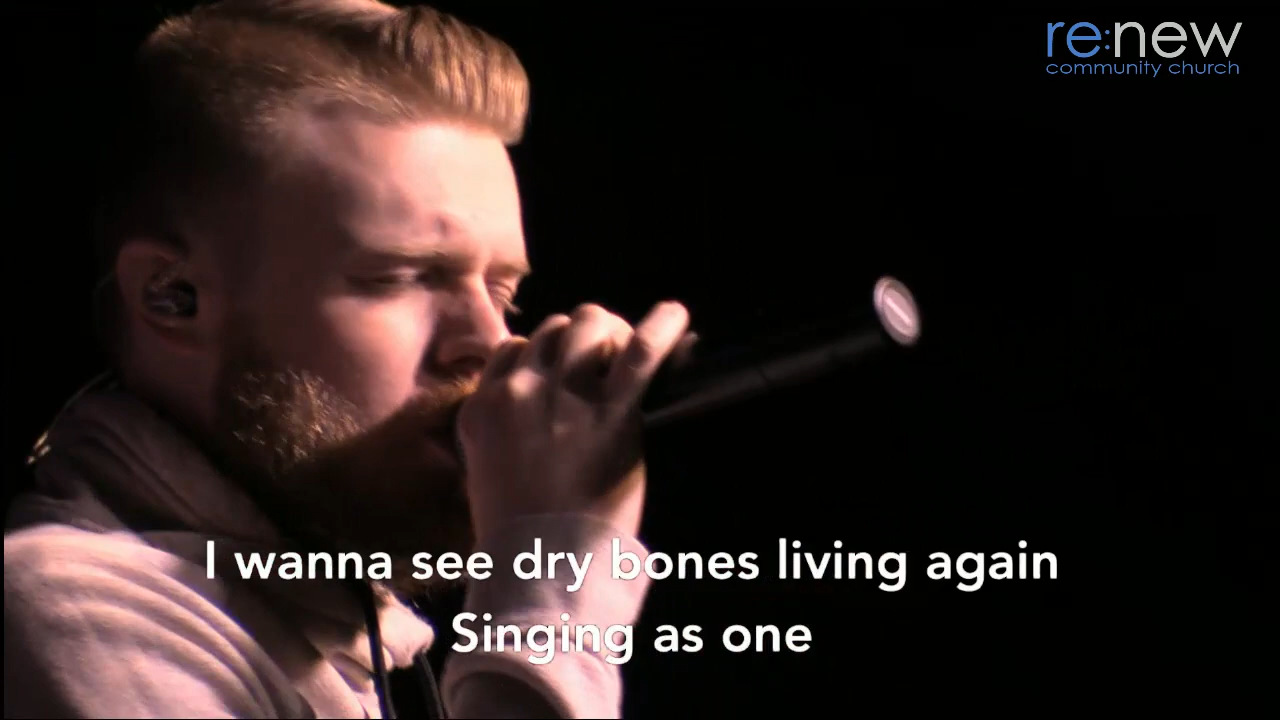 re:new
community church
I wanna see dry bones living again
Singing as one